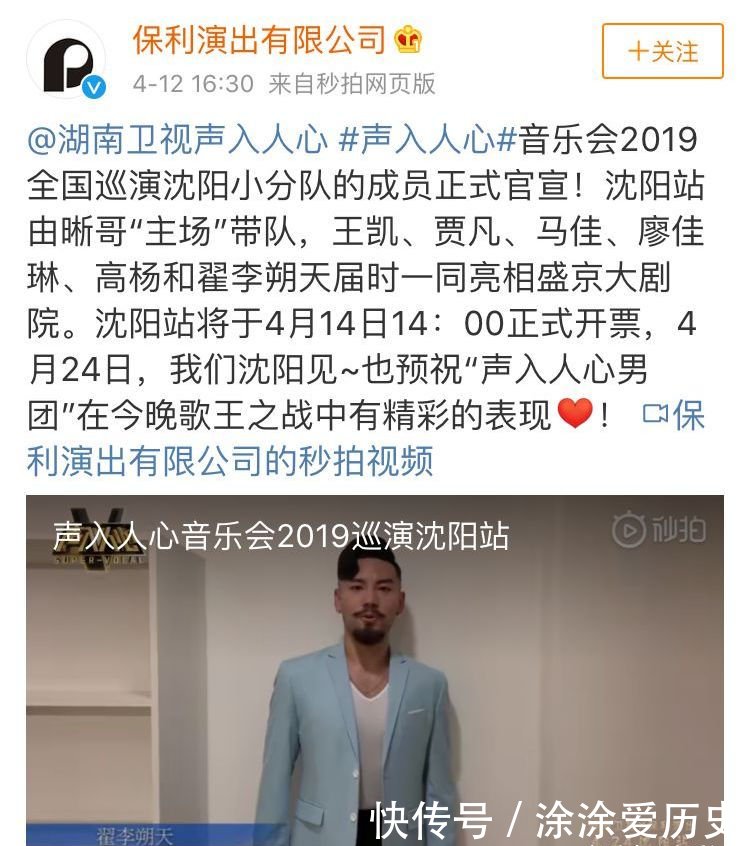 保利演出有限公司
+关注
4-12 16:30 来自秒拍网页版
@湖南卫视声入人心 #声入人心#音乐会2019
全国巡演沈阳小分队的成员正式官宣！沈阳站
由晰哥“主场”带队，王凯、贾凡、马佳、廖佳
琳、高杨和翟李朔天届时一同亮相盛京大剧
院。沈阳站将于4月14日14：00正式开票，4
月24日，我们沈阳见~也预祝“声入人心男
团”在今晚歌王之战中有精彩的表现❤️！ 保
利演出有限公司的秒拍视频
声入人心音乐会2019巡演沈阳站
秒拍
SUPER-VOCAL
翟李朔天
快传号 / 涂涂爱历史